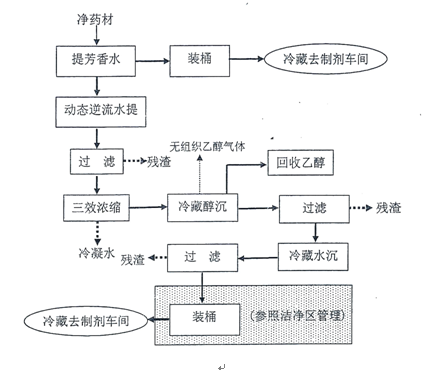 净药材
提芳香水
装桶
冷藏去制剂车间
动态逆流水提
过 滤
残渣
无组织乙醇气体
回收乙醇
三效浓缩
冷藏醇沉
过滤
残渣
冷凝水
残渣
过 滤
冷藏水沉
冷藏去制剂车间
装桶
(参照洁净区管理)